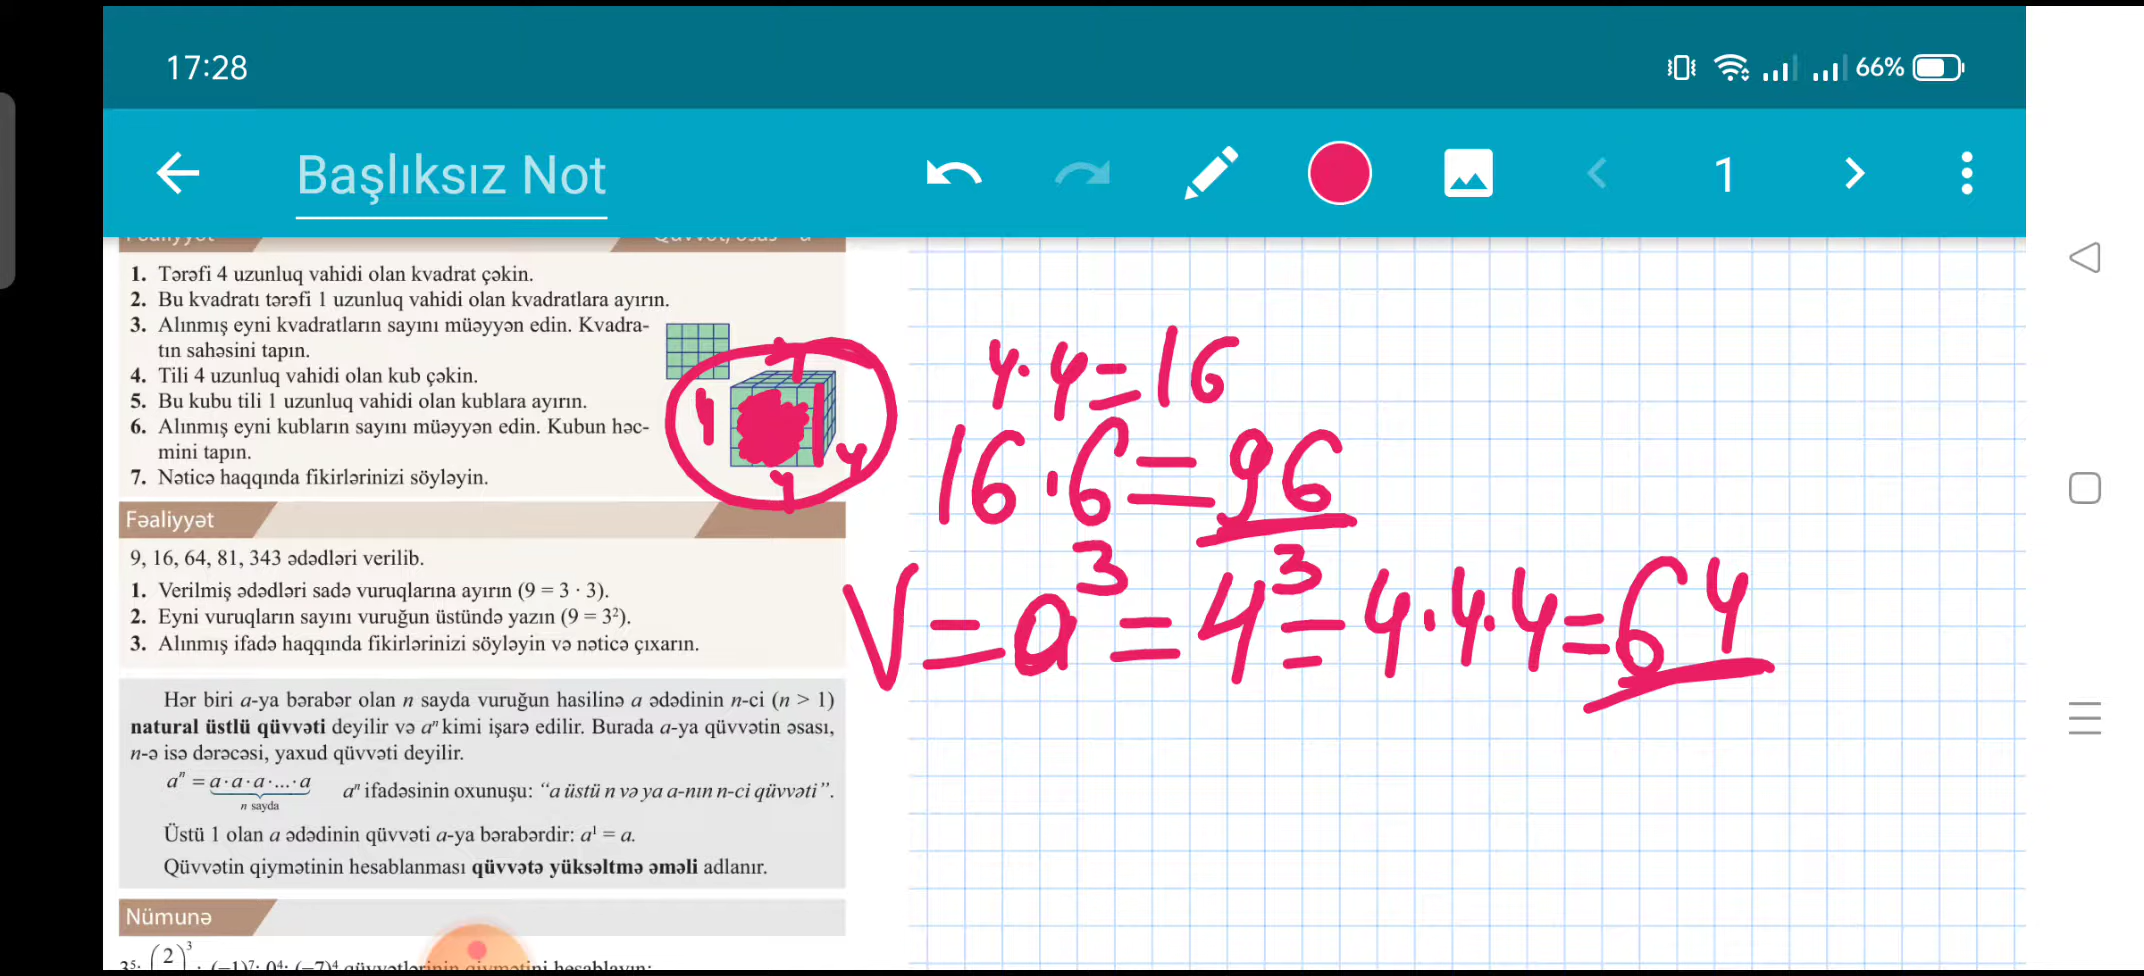 17:28
66%
Başlıksız Not
1
1. Tərəfi 4 uzunluq vahidi olan kvadrat çəkin.
2. Bu kvadratı tərəfi 1 uzunluq vahidi olan kvadratlara ayırın.
3. Alınmış eyni kvadratların sayını müəyyən edin. Kvadra-
tın sahəsini tapın.
4. Tili 4 uzunluq vahidi olan kub çəkin.
5. Bu kubu tili 1 uzunluq vahidi olan kublara ayırın.
6. Alınmış eyni kubların sayını müəyyən edin. Kubun həc-
mini tapın.
7. Nəticə haqqında fikirlərinizi söyləyin.
4 4 4
Fəaliyyət
9, 16, 64, 81, 343 ədədləri verilib.
1. Verilmiş ədədləri sadə vuruqlarına ayırın (9 = 3 · 3).
2. Eyni vuruqların sayını vuruğun üstündə yazın (9 = 3²).
3. Alınmış ifadə haqqında fikirlərinizi söyləyin və nəticə çıxarın.
Hər biri a-ya bərabər olan n sayda vuruğun hasilinə a ədədinin n-ci (n > 1)
natural üstlü qüvvəti deyilir və aⁿ kimi işarə edilir. Burada a-ya qüvvətin əsası,
n-ə isə dərəcəsi, yaxud qüvvəti deyilir.
aⁿ = a·a·a·...·a aⁿ ifadəsinin oxunuşu: “a üstü n və ya a-nın n-ci qüvvəti”.
n sayda
Üstü 1 olan a ədədinin qüvvəti a-ya bərabərdir: a¹ = a.
Qüvvətin qiymətinin hesablanması qüvvətə yüksəltmə əməli adlanır.
Nümunə
4·4=16
16·6=96
V=a³=4³=4·4·4=64